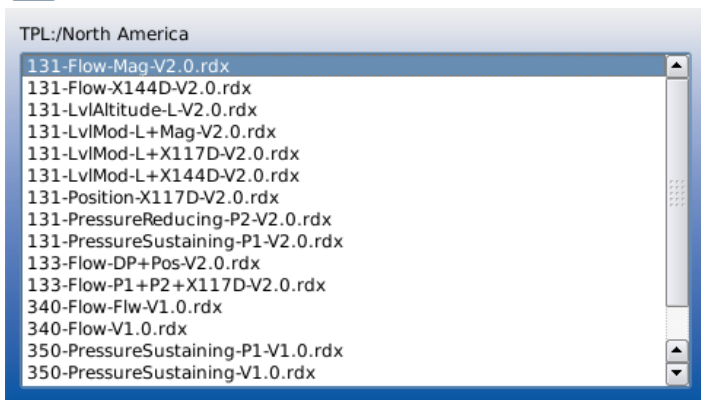 TPL:/North America
131-Flow-Mag-V2.0.rdx
131-Flow-X144D-V2.0.rdx
131-LvlAltitude-L-V2.0.rdx
131-LvlMod-L+Mag-V2.0.rdx
131-LvlMod-L+X117D-V2.0.rdx
131-LvlMod-L+X144D-V2.0.rdx
131-Position-X117D-V2.0.rdx
131-PressureReducing-P2-V2.0.rdx
131-PressureSustaining-P1-V2.0.rdx
133-Flow-DP+Pos-V2.0.rdx
133-Flow-P1+P2+X117D-V2.0.rdx
340-Flow-Flw-V1.0.rdx
340-Flow-V1.0.rdx
350-PressureSustaining-P1-V1.0.rdx
350-PressureSustaining-V1.0.rdx